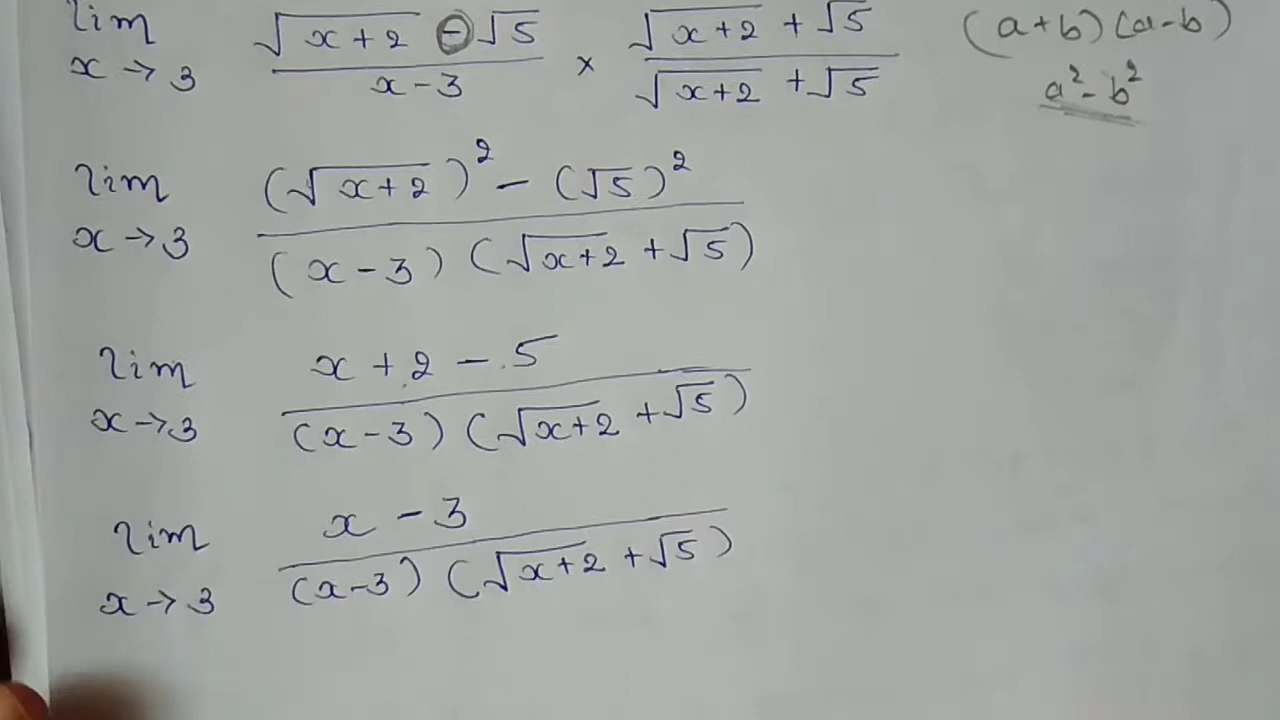 lim x→3 (√(x+2) - √5)/(x-3) × (√(x+2) + √5)/(√(x+2) + √5)
(a+b)(a-b)
a² - b²
lim x→3 ((√(x+2))² - (√5)²)/((x-3)(√(x+2) + √5))
lim x→3 (x+2-5)/((x-3)(√(x+2) + √5))
lim x→3 (x-3)/((x-3)(√(x+2) + √5))